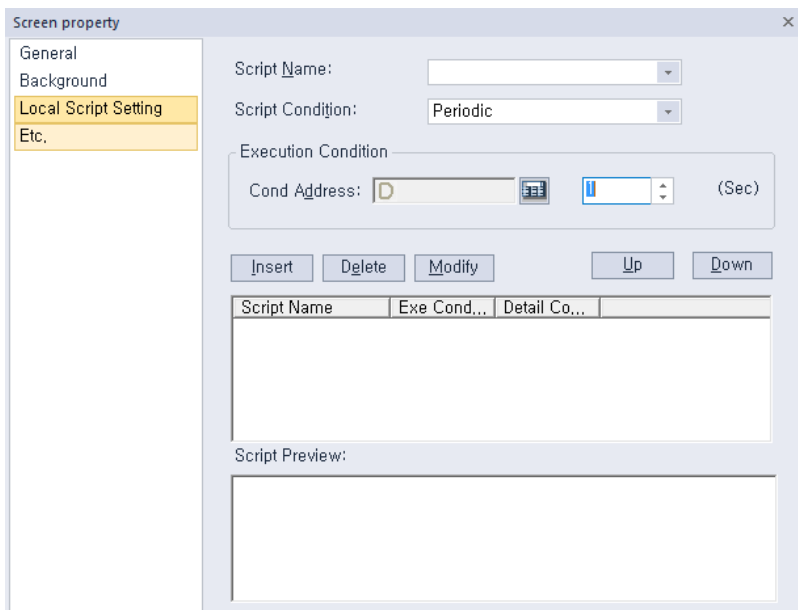 Screen property
General
Background
Local Script Setting
Etc,
Script Name:
Script Condition: Periodic
Execution Condition
Cond Address: D 1 (Sec)
Insert Delete Modify Up Down
Script Name Exe Cond,,, Detail Co,,,
Script Preview: